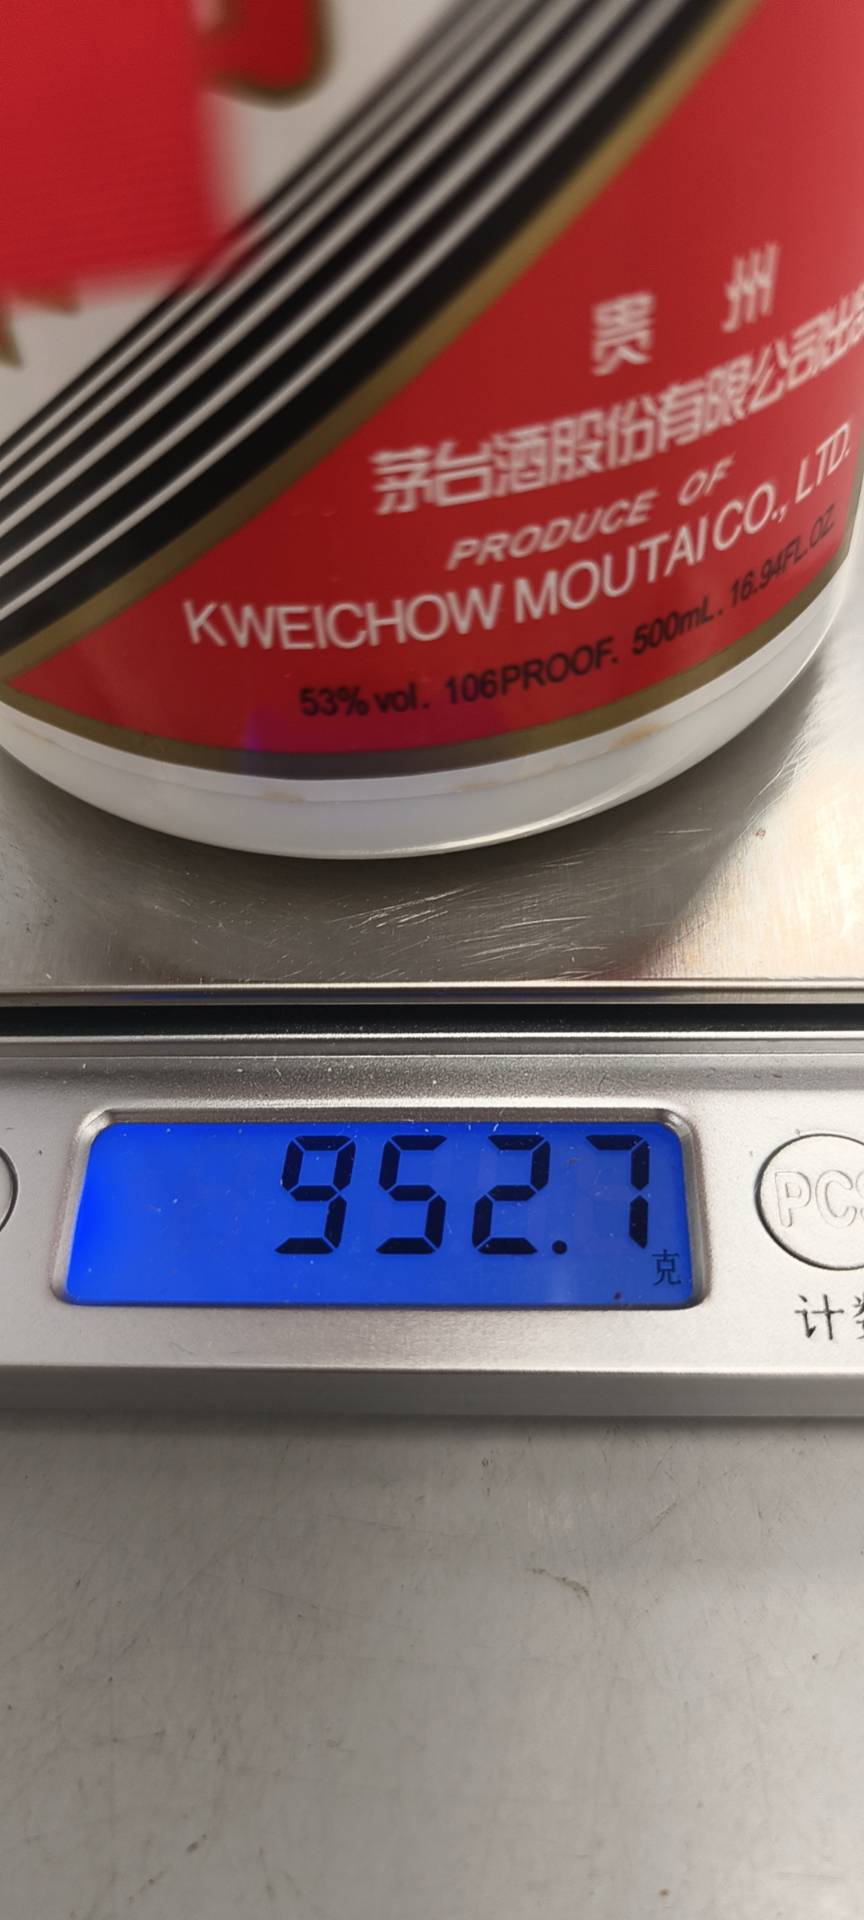 贵州
茅台酒股份有限公司出
PRODUCE OF
KWEICHOW MOUTAI CO., LTD.
53% vol. 106PROOF. 500mL. 16.94FL.OZ
952.7
克
PCS
计